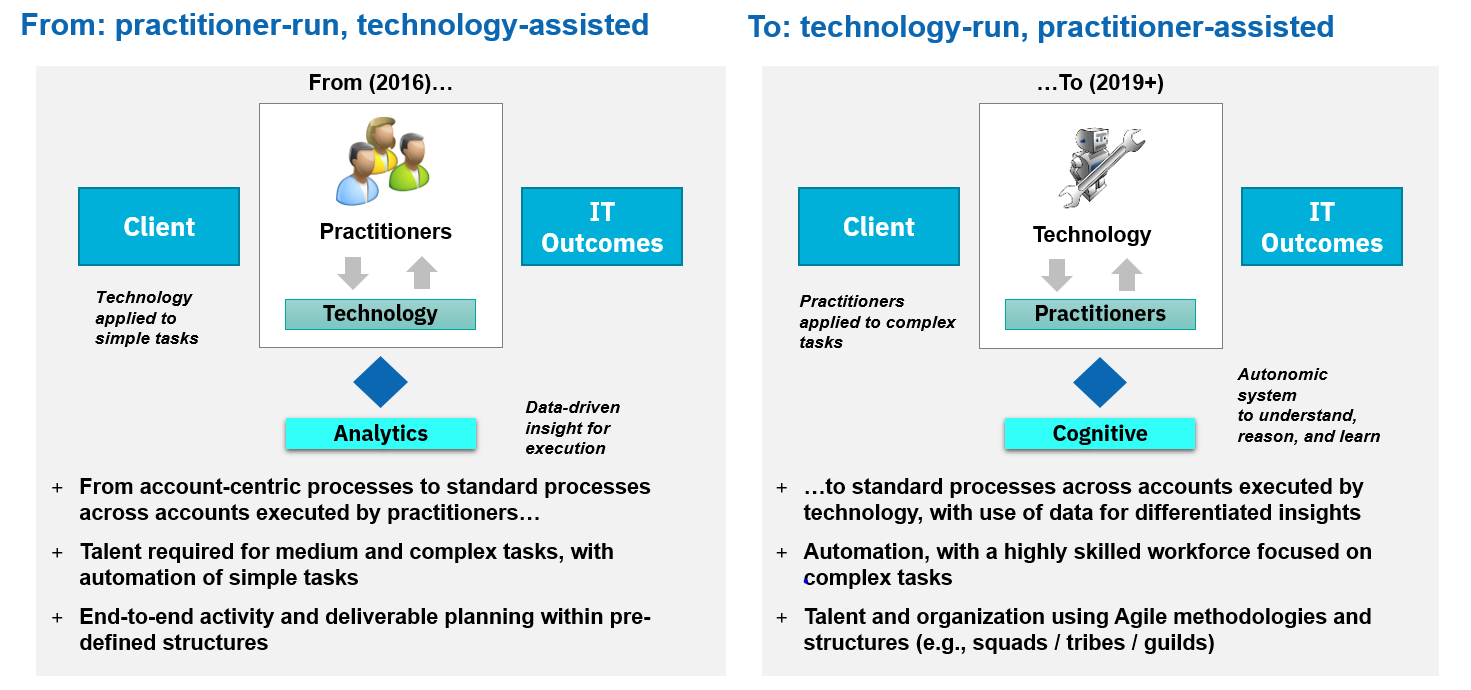 From: practitioner-run, technology-assisted
From (2016)…
Client
Practitioners
Technology
IT
Outcomes
Technology
applied to
simple tasks
Analytics
Data-driven
insight for
execution
+ From account-centric processes to standard processes
across accounts executed by practitioners…
+ Talent required for medium and complex tasks, with
automation of simple tasks
+ End-to-end activity and deliverable planning within pre-
defined structures
To: technology-run, practitioner-assisted
…To (2019+)
Client
Technology
Practitioners
IT
Outcomes
Practitioners
applied to complex
tasks
Cognitive
Autonomic
system
to understand,
reason, and learn
+ …to standard processes across accounts executed by
technology, with use of data for differentiated insights
+ Automation, with a highly skilled workforce focused on
complex tasks
+ Talent and organization using Agile methodologies and
structures (e.g., squads / tribes / guilds)